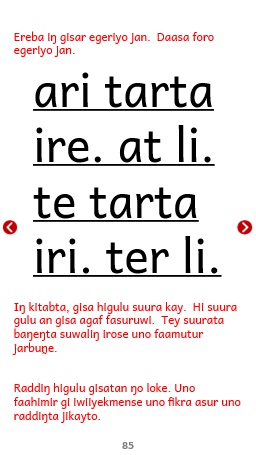 Ereba iŋ gisar egeriyo jan.  Daasa foro
egeriyo jan.
ari tarta
ire. at li.
te tarta
iri. ter li.
Iŋ kitabta, gisa higulu suura kay.  Hi suura
gulu an gisa agaf fasuruwi.  Tey suurata
baŋeŋta suwaliŋ irose uno faamutur
jarbuŋe.
Raddiŋ higulu gisatan ŋo loke. Uno
faahimir gi iwiiyekmense uno fikra asur uno
raddiŋta jikayto.
85